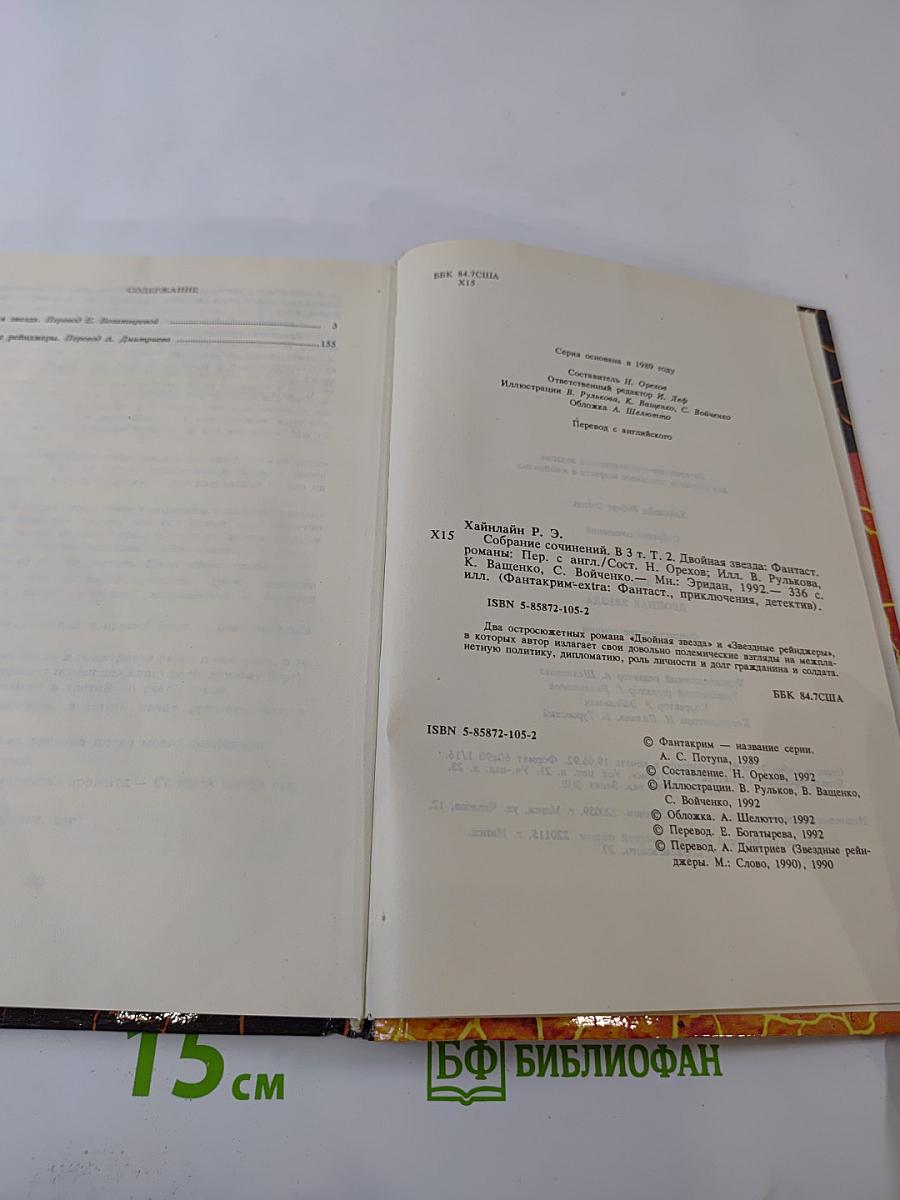 СОДЕРЖАНИЕ
звезда. Перевод Е. Богатыревой 3
рейнджеры. Перевод А. Дмитриева 155
ББК 84.7США
Х15
Серия основана в 1989 году
Составитель Н. Орехов
Ответственный редактор И. Леф
Иллюстрации В. Рулькова, К. Ващенко, С. Войченко
Обложка А. Шелютто
Перевод с английского
Хайнлайн Р. Э.
Х15 Собрание сочинений. В 3 т. Т. 2. Двойная звезда: Фантаст.
романы: Пер. с англ./Сост. Н. Орехов; Илл. В. Рулькова,
К. Ващенко, С. Войченко.— Мн.: Эридан, 1992.— 336 с.
илл. (Фантакрим-extra: Фантаст., приключения, детектив).
ISBN 5-85872-105-2
Два остросюжетных романа «Двойная звезда» и «Звездные рейнджеры»,
в которых автор излагает свои довольно полемические взгляды на межпла-
нетную политику, дипломатию, роль личности и долг гражданина и солдата.
ББК 84.7США
ISBN 5-85872-105-2
© Фантакрим — название серии.
А. С. Потупа, 1989
© Составление. Н. Орехов, 1992
© Иллюстрации. В. Рульков, В. Ващенко,
С. Войченко, 1992
© Обложка. А. Шелютто, 1992
© Перевод. Е. Богатырева, 1992
© Перевод. А. Дмитриев (Звездные рейн-
джеры. М.: Слово, 1990), 1990
15 см
БФ БИБЛИОФАН